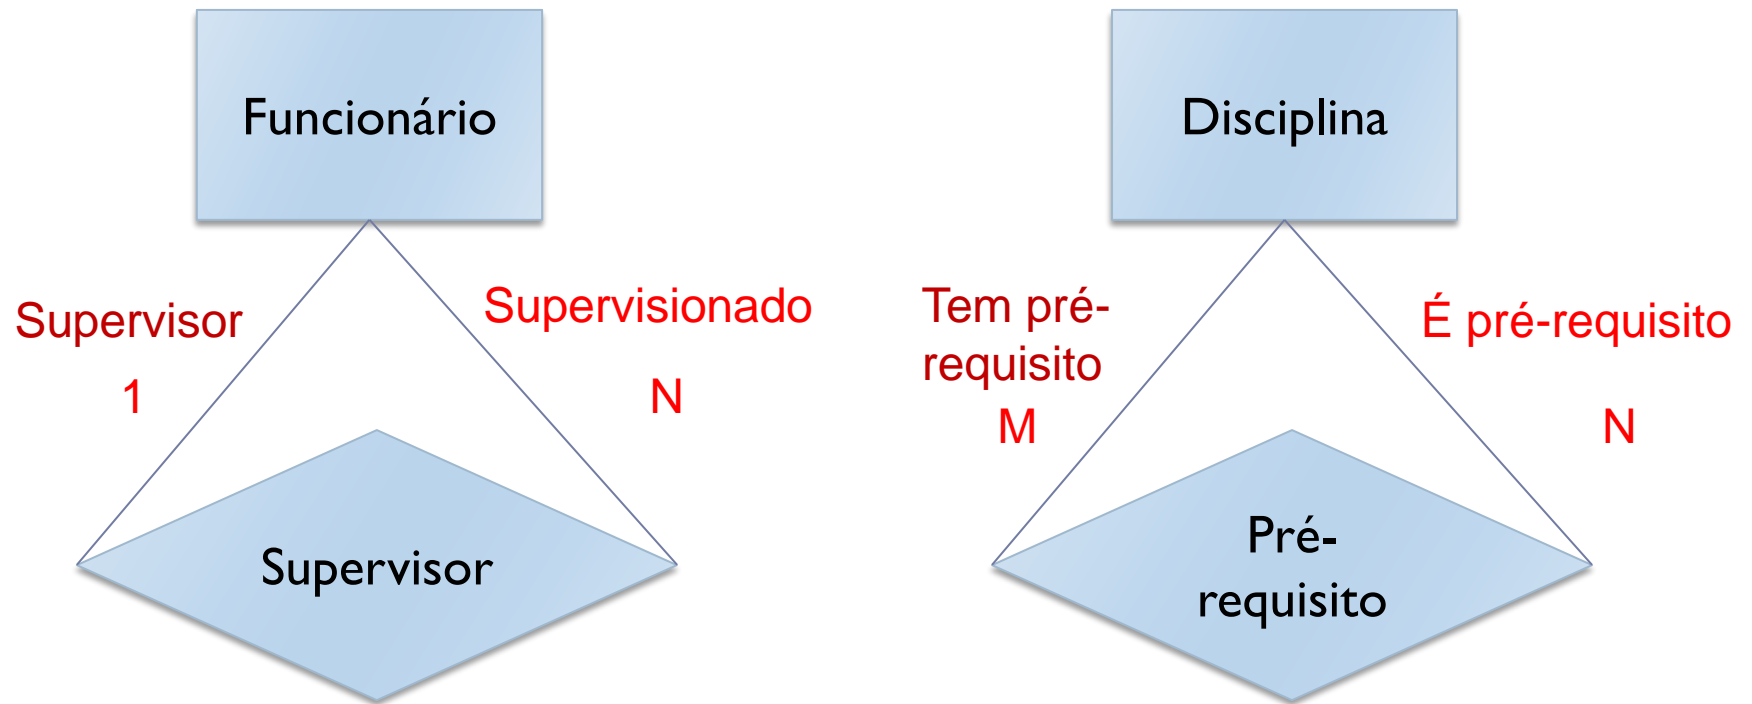 Funcionário
Supervisor
1
Supervisionado
N
Supervisor
Disciplina
Tem pré-
requisito
M
É pré-requisito
N
Pré-
requisito